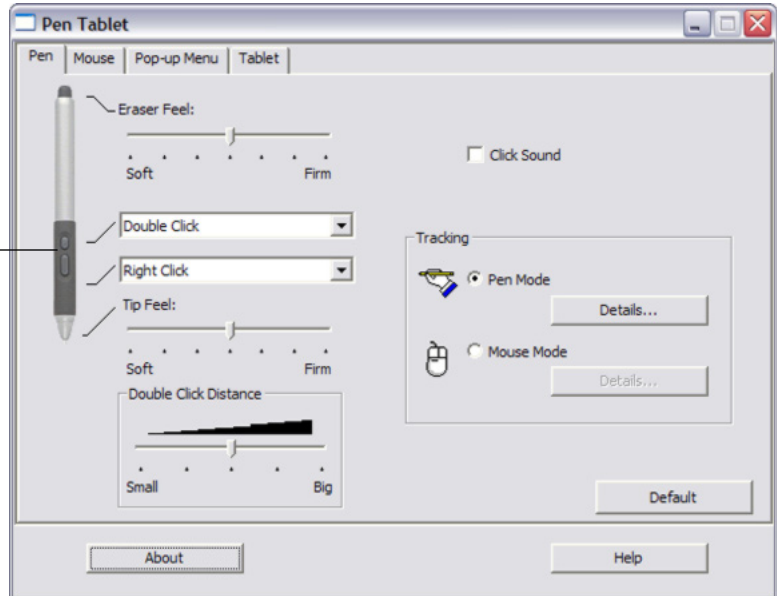 Pen Tablet
Pen Mouse Pop-up Menu Tablet
Eraser Feel:
Soft Firm
Click Sound
Double Click
Right Click
Tip Feel:
Soft Firm
Tracking
Pen Mode
Details...
Mouse Mode
Details...
Double Click Distance
Small Big
Default
About Help